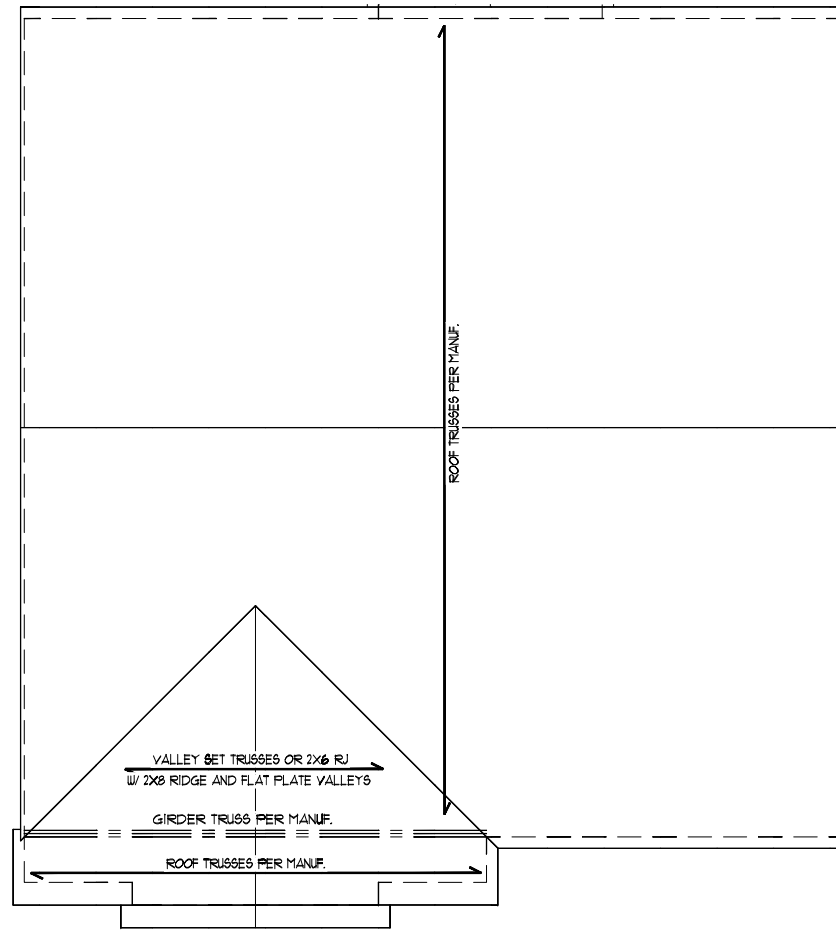 ROOF TRUSSES PER MANUF.
VALLEY SET TRUSSES OR 2X6 RJ
W/ 2X8 RIDGE AND FLAT PLATE VALLEYS
GIRDER TRUSS PER MANUF.
ROOF TRUSSES PER MANUF.